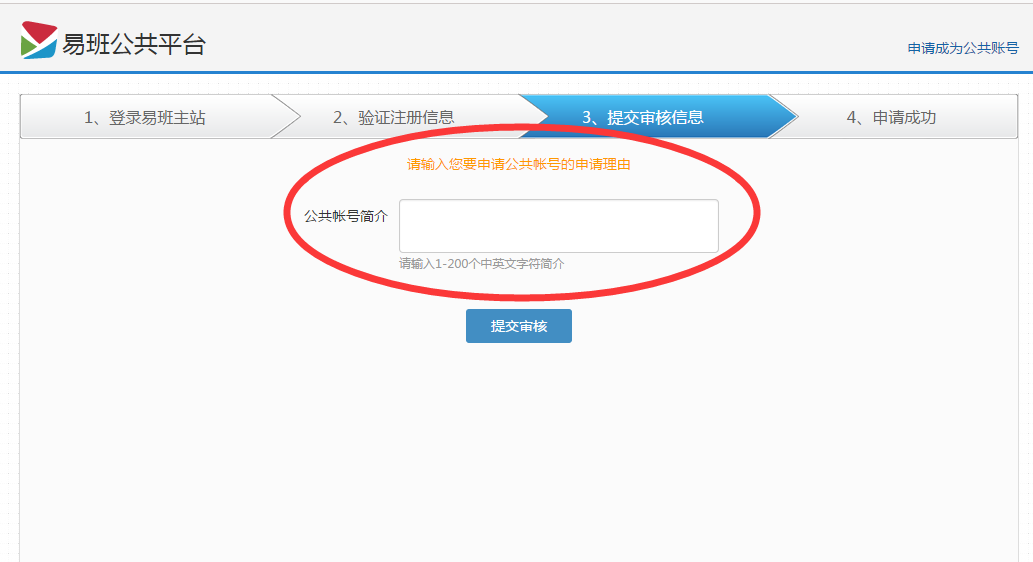 易班公共平台
申请成为公共账号
1、登录易班主站
2、验证注册信息
3、提交审核信息
4、申请成功
请输入您要申请公共帐号的申请理由
公共帐号简介
请输入1-200个中英文字符简介
提交审核